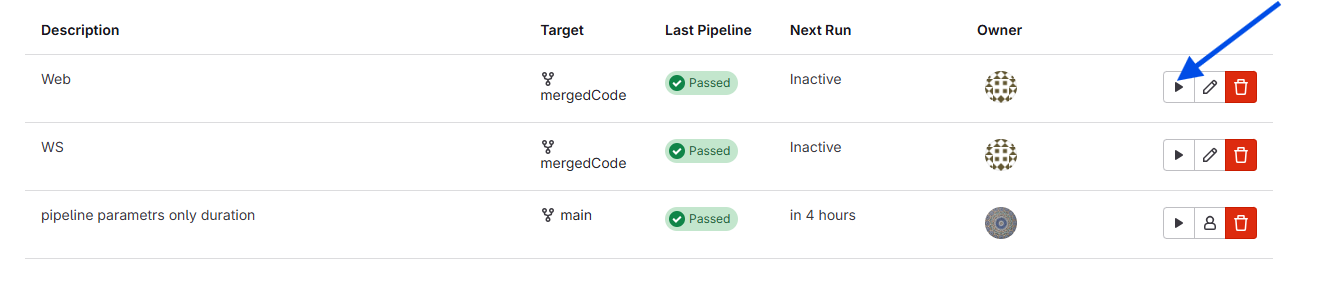 Description Target Last Pipeline Next Run Owner
Web mergedCode Passed Inactive
WS mergedCode Passed Inactive
pipeline parametrs only duration main Passed in 4 hours